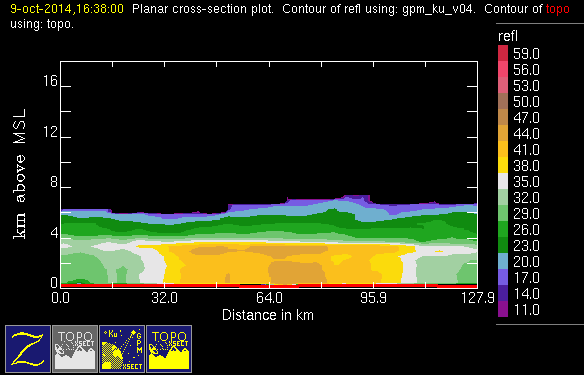 9-oct-2014,16:38:00 Planar cross-section plot. Contour of refl using: gpm_ku_v04. Contour of topo
using: topo.
refl
59.0
56.0
53.0
50.0
47.0
44.0
41.0
38.0
35.0
32.0
29.0
26.0
23.0
20.0
17.0
14.0
11.0
km above MSL
16
12
8
4
0
0.0 32.0 64.0 95.9 127.9
Distance in km
Z
TOPO
XSECT
"Ku"
GPM
XSECT
TOPO
XSECT